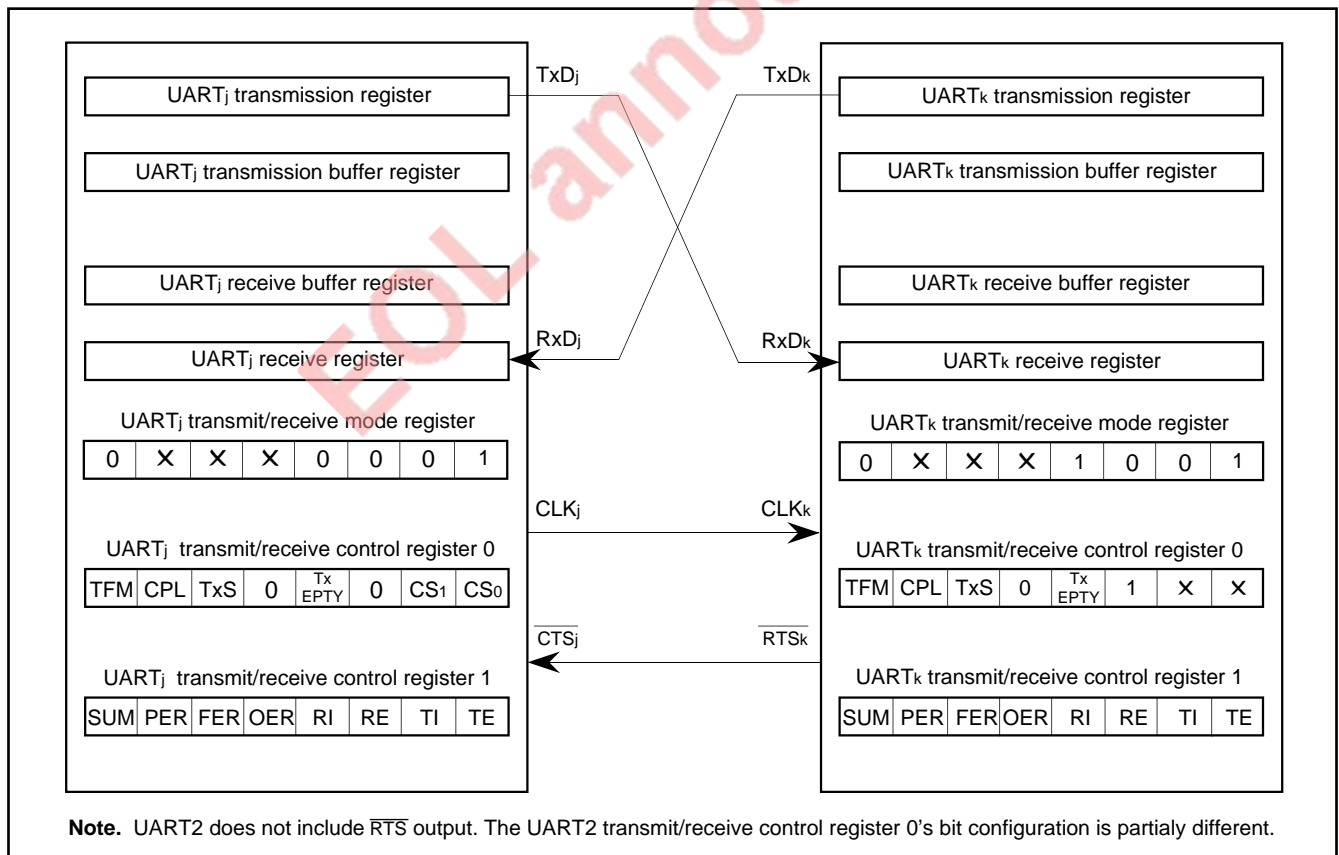 EOL anno
UARTj transmission register
UARTj transmission buffer register
UARTj receive buffer register
UARTj receive register
UARTj transmit/receive mode register
0 X X X 0 0 0 1
UARTj transmit/receive control register 0
TFM CPL TxS 0 Tx EPTY 0 CS1 CS0
UARTj transmit/receive control register 1
SUM PER FER OER RI RE TI TE
TxDj TxDk
RxDj RxDk
CLKj CLKk
CTSj RTSk
UARTk transmission register
UARTk transmission buffer register
UARTk receive buffer register
UARTk receive register
UARTk transmit/receive mode register
0 X X X 1 0 0 1
UARTk transmit/receive control register 0
TFM CPL TxS 0 Tx EPTY 1 X X
UARTk transmit/receive control register 1
SUM PER FER OER RI RE TI TE
Note. UART2 does not include RTS output. The UART2 transmit/receive control register 0's bit configuration is partialy different.